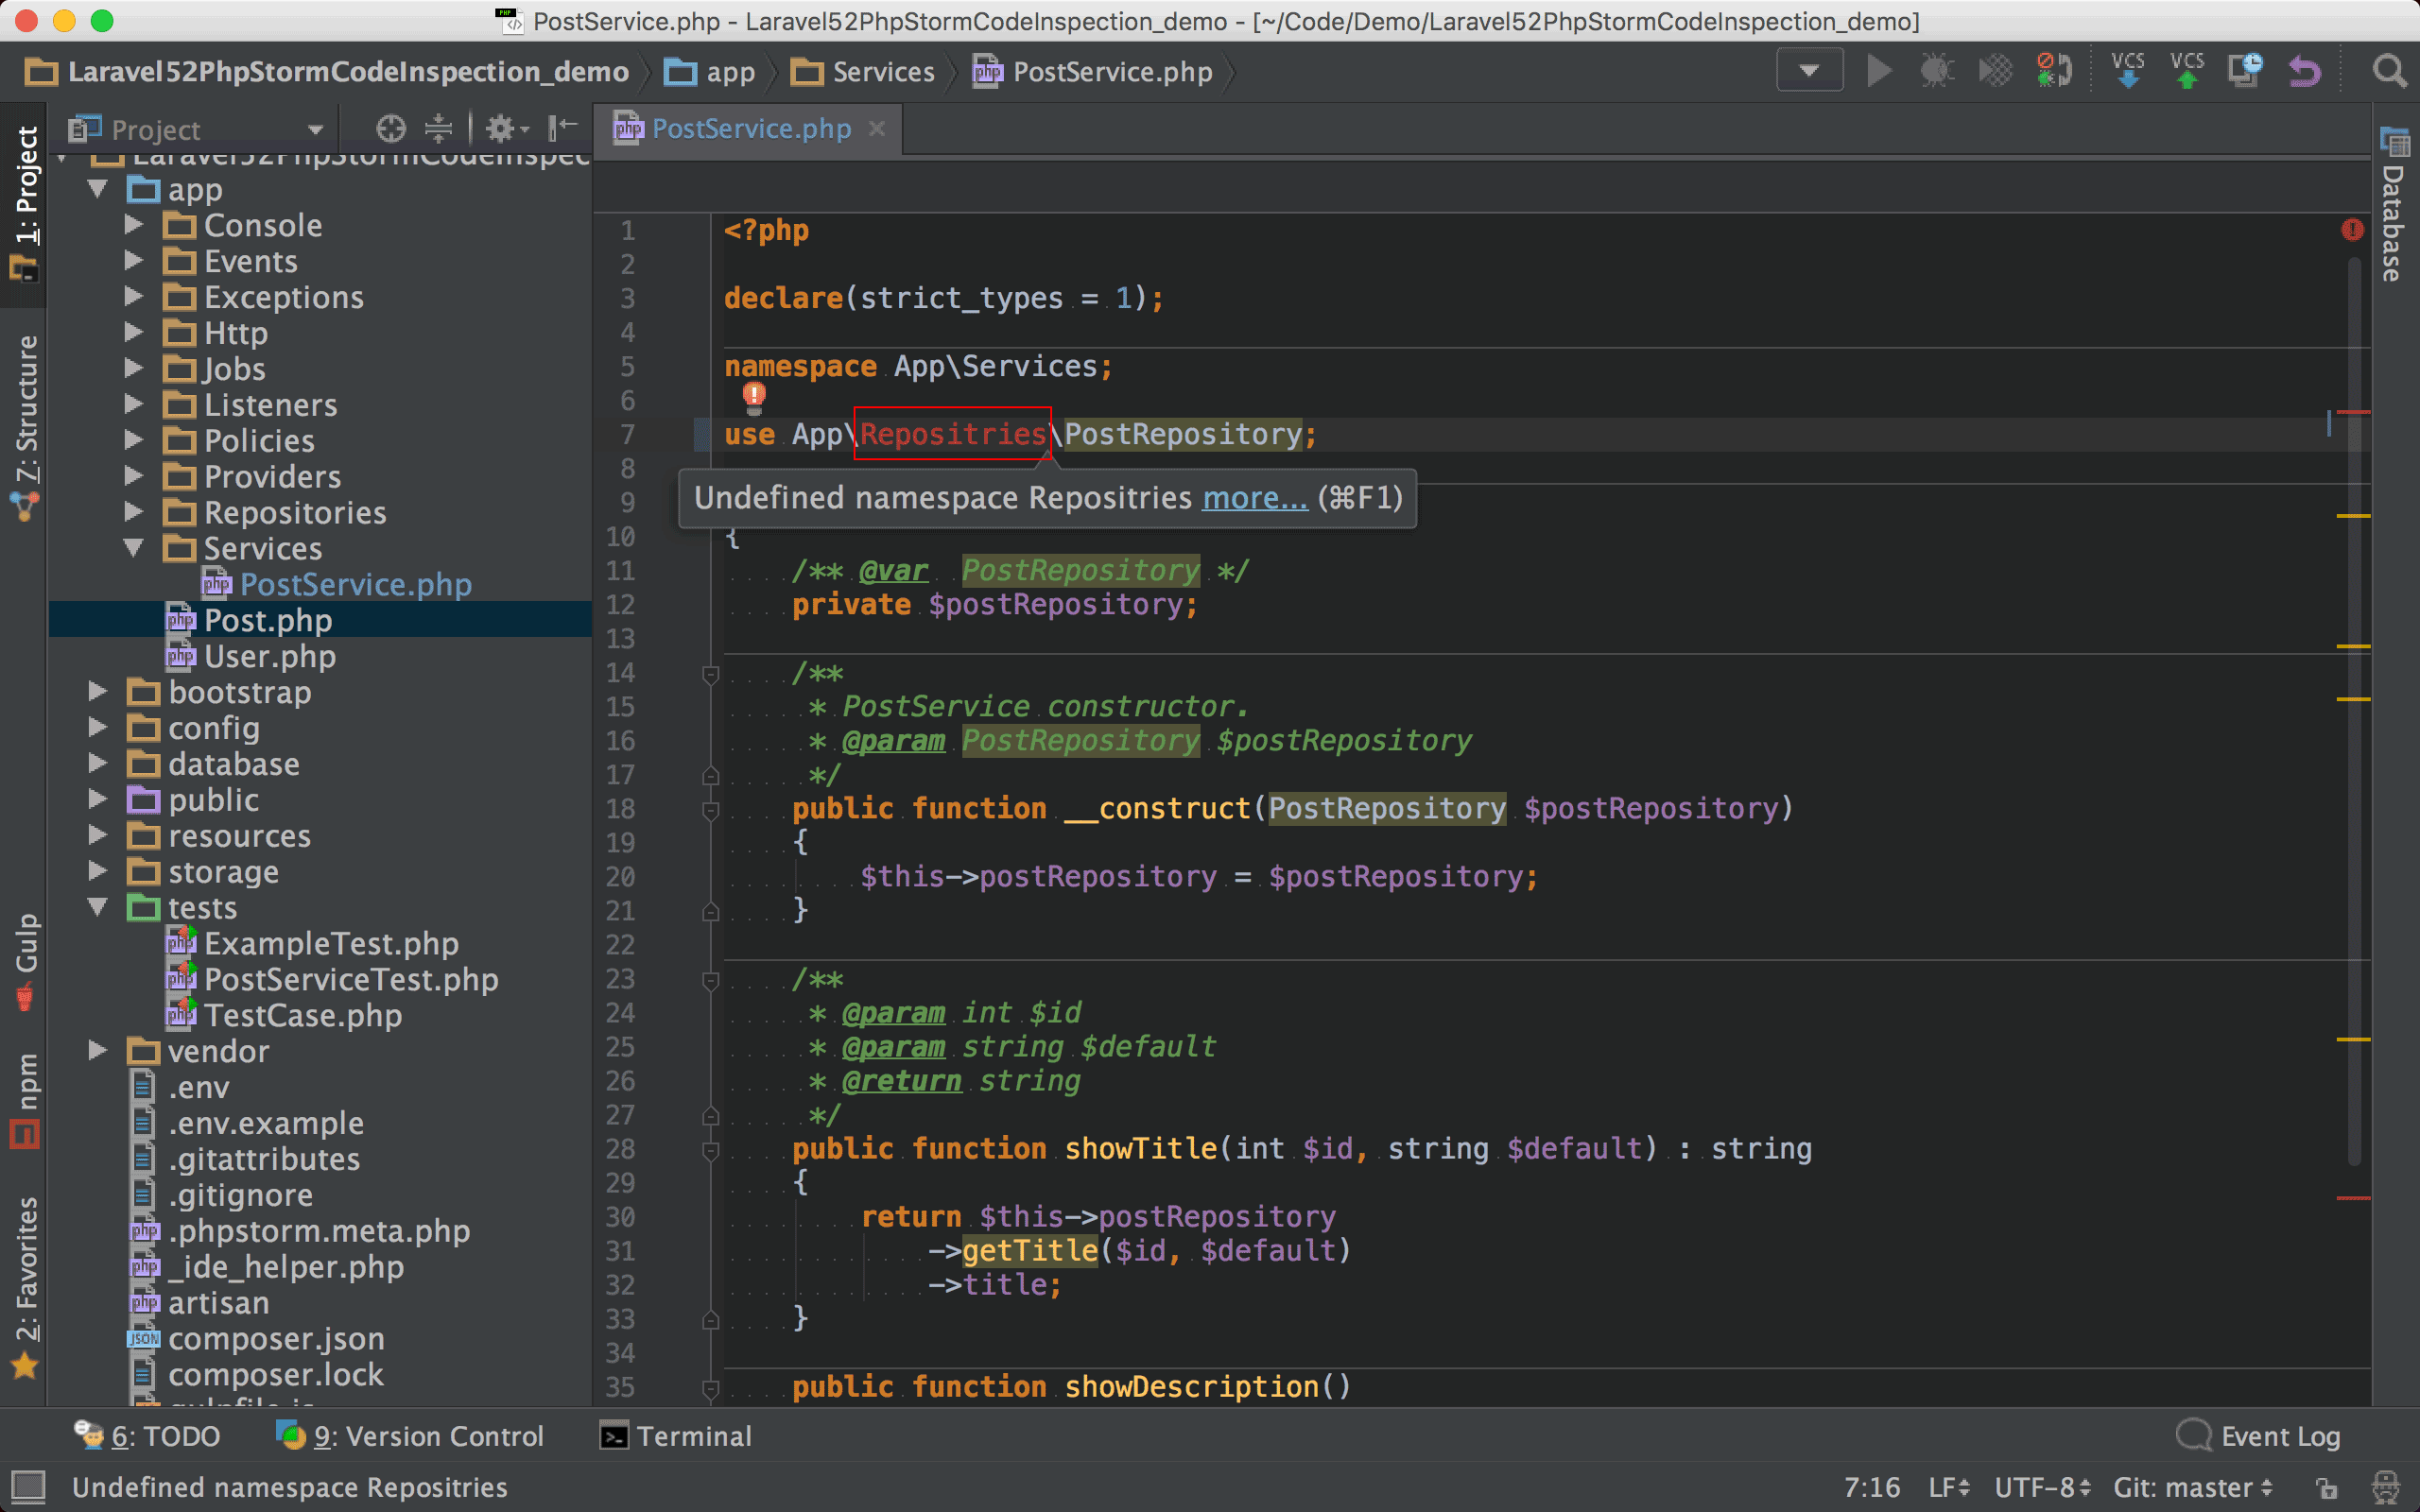 PostService.php - Laravel52PhpStormCodeInspection_demo - [~/Code/Demo/Laravel52PhpStormCodeInspection_demo]
Laravel52PhpStormCodeInspection_demo app Services PostService.php
VCS VCS
1: Project
Z: Structure
Gulp
npm
2: Favorites
Project
Laravel52PhpStormCodeInspec
app
Console
Events
Exceptions
Http
Jobs
Listeners
Policies
Providers
Repositories
Services
PostService.php
Post.php
User.php
bootstrap
config
database
public
resources
storage
tests
ExampleTest.php
PostServiceTest.php
TestCase.php
vendor
.env
.env.example
.gitattributes
.gitignore
.phpstorm.meta.php
_ide_helper.php
artisan
composer.json
composer.lock
PostService.php
1 <?php
2
3 declare(strict_types = 1);
4
5 namespace App\Services;
6
7 use App\Repositries\PostRepository;
8
Undefined namespace Repositries more... (⌘F1)
9
10 {
11 /** @var PostRepository */
12 private $postRepository;
13
14 /**
15 * PostService constructor.
16 * @param PostRepository $postRepository
17 */
18 public function __construct(PostRepository $postRepository)
19 {
20 $this->postRepository = $postRepository;
21 }
22
23 /**
24 * @param int $id
25 * @param string $default
26 * @return string
27 */
28 public function showTitle(int $id, string $default) : string
29 {
30 return $this->postRepository
31 ->getTitle($id, $default)
32 ->title;
33 }
34
35 public function showDescription()
Database
6: TODO 9: Version Control Terminal Event Log
Undefined namespace Repositries 7:16 LF UTF-8 Git: master